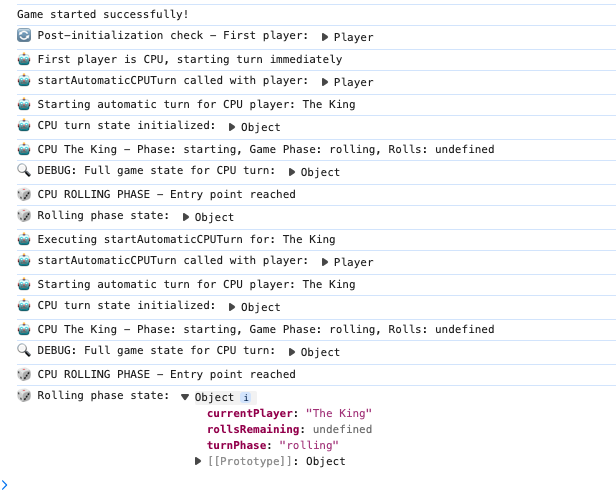 Game started successfully!
🔄 Post-initialization check – First player: ▶ Player
🤖 First player is CPU, starting turn immediately
🤖 startAutomaticCPUTurn called with player: ▶ Player
🤖 Starting automatic turn for CPU player: The King
🤖 CPU turn state initialized: ▶ Object
🤖 CPU The King – Phase: starting, Game Phase: rolling, Rolls: undefined
🔍 DEBUG: Full game state for CPU turn: ▶ Object
🎲 CPU ROLLING PHASE – Entry point reached
🎲 Rolling phase state: ▶ Object
🤖 Executing startAutomaticCPUTurn for: The King
🤖 startAutomaticCPUTurn called with player: ▶ Player
🤖 Starting automatic turn for CPU player: The King
🤖 CPU turn state initialized: ▶ Object
🤖 CPU The King – Phase: starting, Game Phase: rolling, Rolls: undefined
🔍 DEBUG: Full game state for CPU turn: ▶ Object
🎲 CPU ROLLING PHASE – Entry point reached
🎲 Rolling phase state: ▼ Object i
currentPlayer: "The King"
rollsRemaining: undefined
turnPhase: "rolling"
▶ [[Prototype]]: Object
>